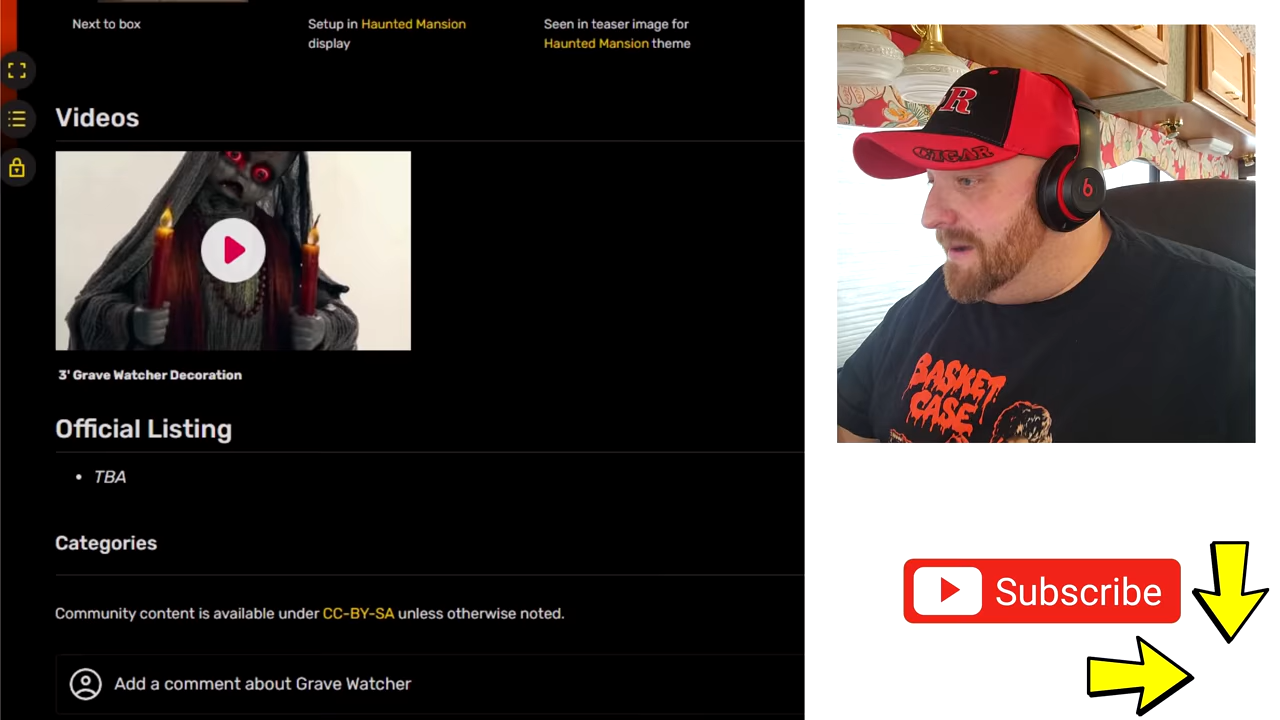 Next to box
Setup in Haunted Mansion
display
Seen in teaser image for
Haunted Mansion theme
Videos
3' Grave Watcher Decoration
Official Listing
• TBA
Categories
Community content is available under CC-BY-SA unless otherwise noted.
Add a comment about Grave Watcher
R
CIGAR
b
BASKET
CASE
Subscribe